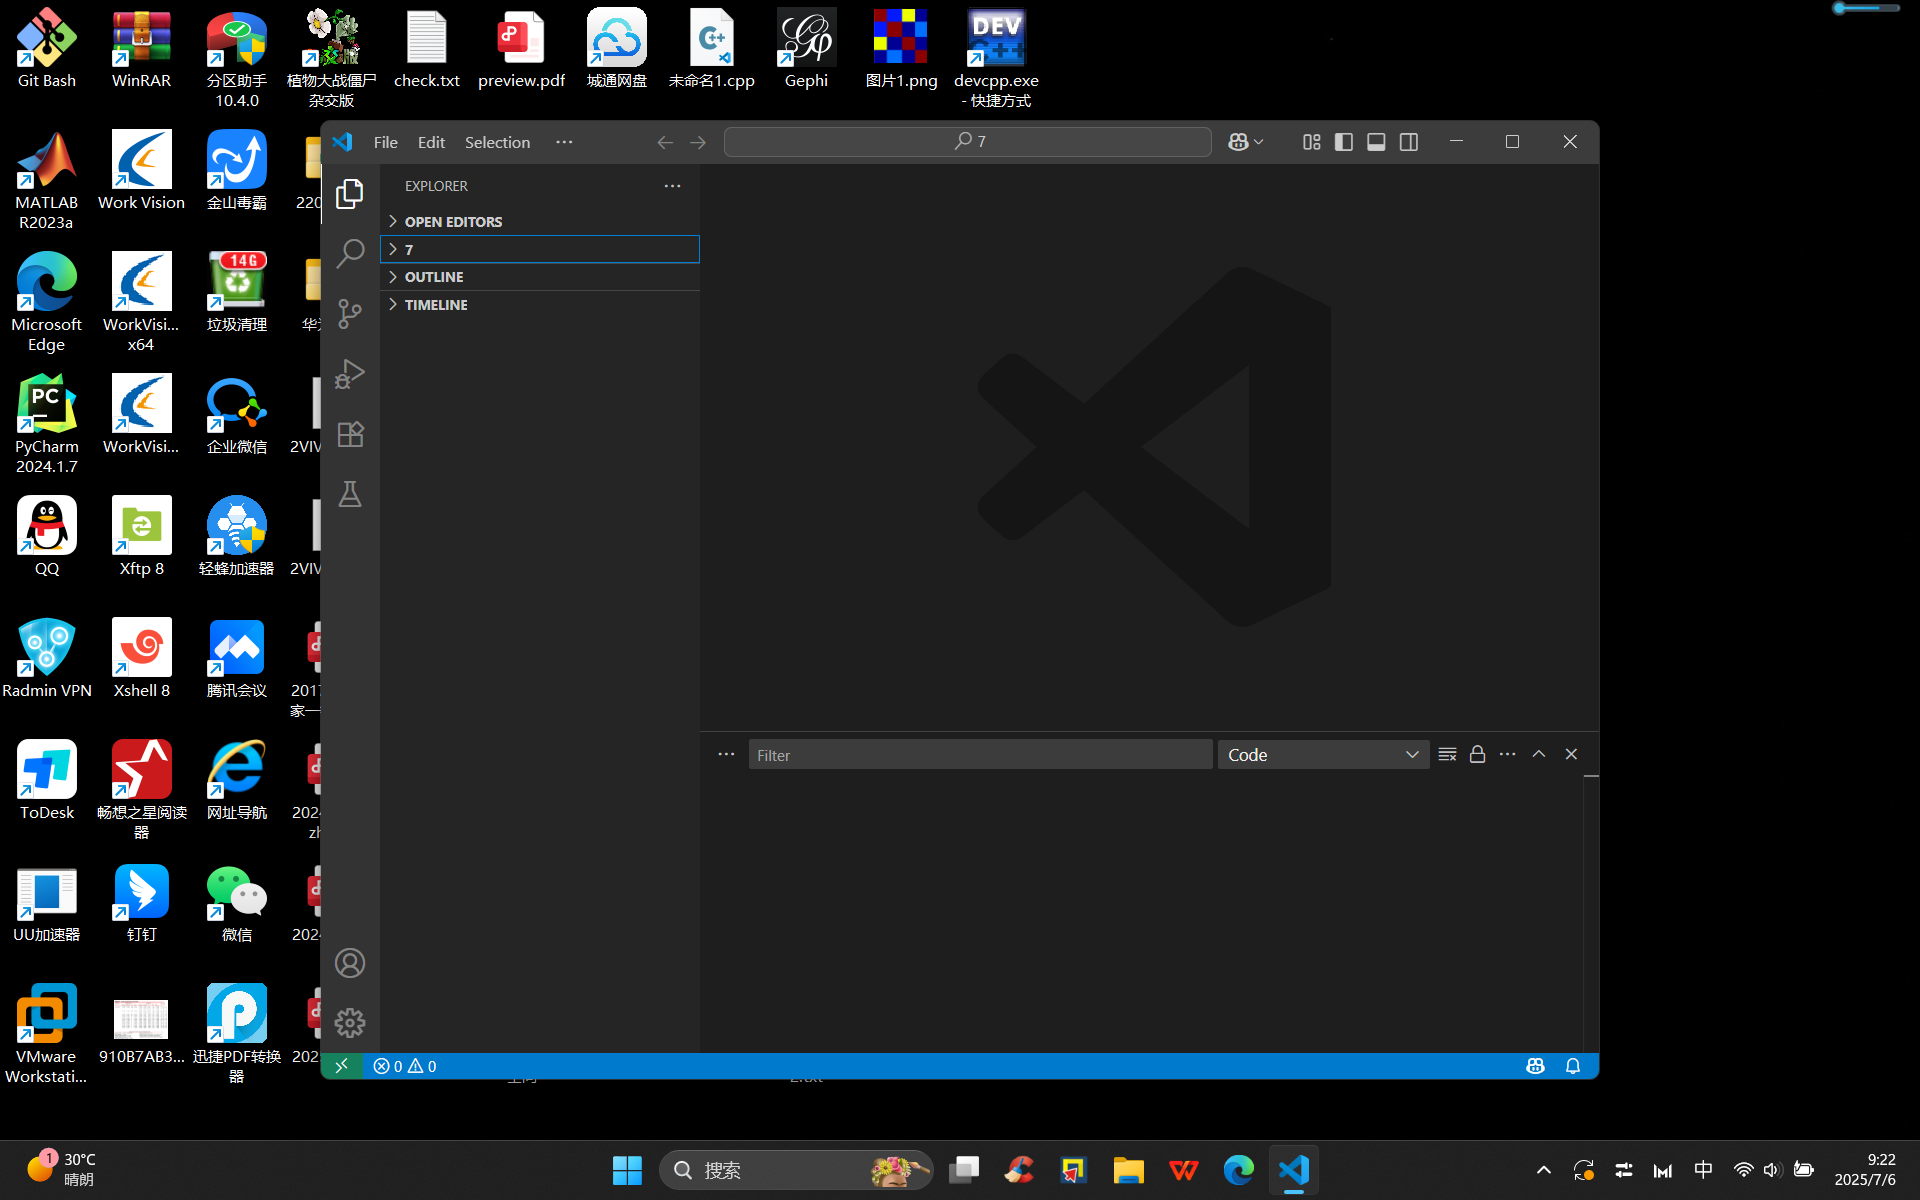 Git Bash
WinRAR
分区助手
10.4.0
植物大战僵尸
杂交版
check.txt
preview.pdf
城通网盘
未命名1.cpp
Gephi
图片1.png
DEV
devcpp.exe
- 快捷方式
MATLAB
R2023a
Work Vision
金山毒霸
220
File
Edit
Selection
7
EXPLORER
OPEN EDITORS
7
OUTLINE
TIMELINE
Microsoft
Edge
WorkVisi...
x64
14G
垃圾清理
PC
PyCharm
2024.1.7
WorkVisi...
企业微信
2VIV
QQ
Xftp 8
轻蜂加速器
2VIV
Radmin VPN
Xshell 8
腾讯会议
2017
家一
Filter
Code
ToDesk
畅想之星阅读
器
网址导航
2024
zh
UU加速器
钉钉
微信
202
VMware
Workstati...
910B7AB3...
迅捷PDF转换
器
202
0
0
1
30°C
晴朗
搜索
中
9:22
2025/7/6